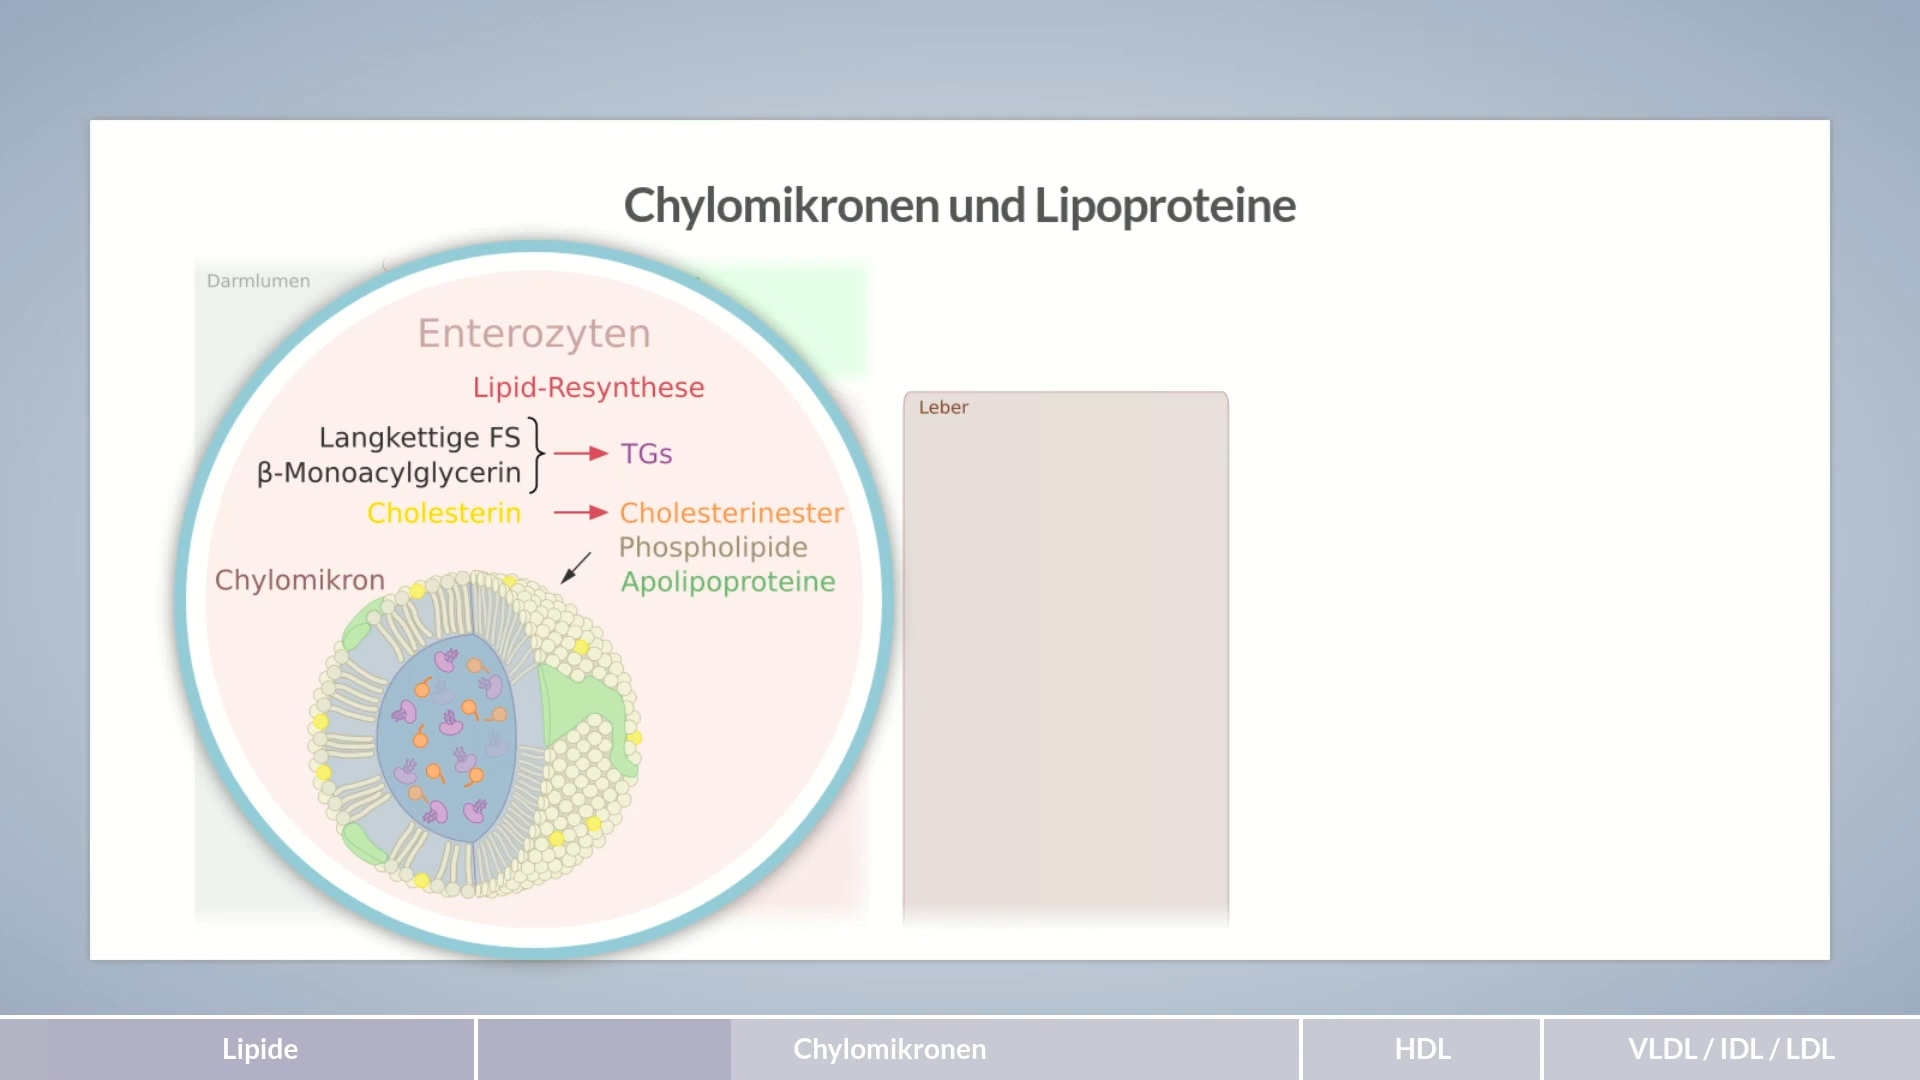 Chylomikronen und Lipoproteine
Darmlumen
Enterozyten
Lipid-Resynthese
Langkettige FS
β-Monoacylglycerin
TGs
Cholesterin
Cholesterinester
Phospholipide
Apolipoproteine
Chylomikron
Leber
Lipide
Chylomikronen
HDL
VLDL / IDL / LDL